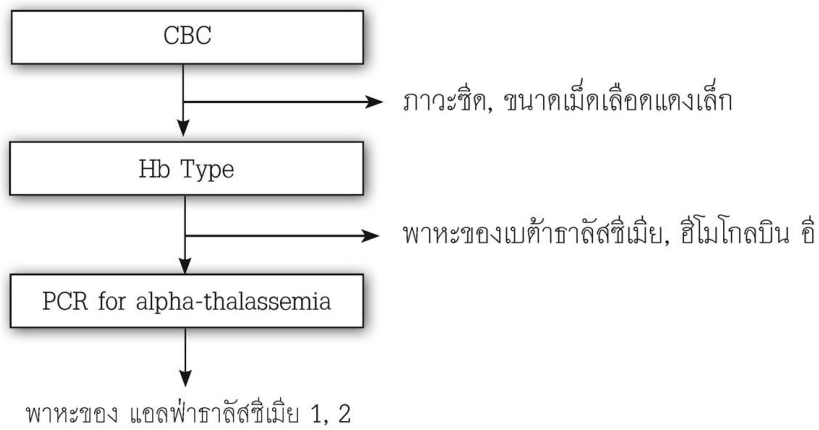 CBC
ภาวะซีด, ขนาดเม็ดเลือดแดงเล็ก
Hb Type
พาหะของเบต้าธาลัสซีเมีย, ฮีโมโกลบิน อี
PCR for alpha-thalassemia
พาหะของ แอลฟ่าธาลัสซีเมีย 1, 2